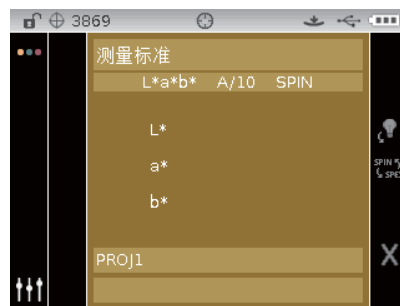 3869
测量标准
L*a*b* A/10 SPIN
L*
a*
SPIN
b*
PROJ1
X